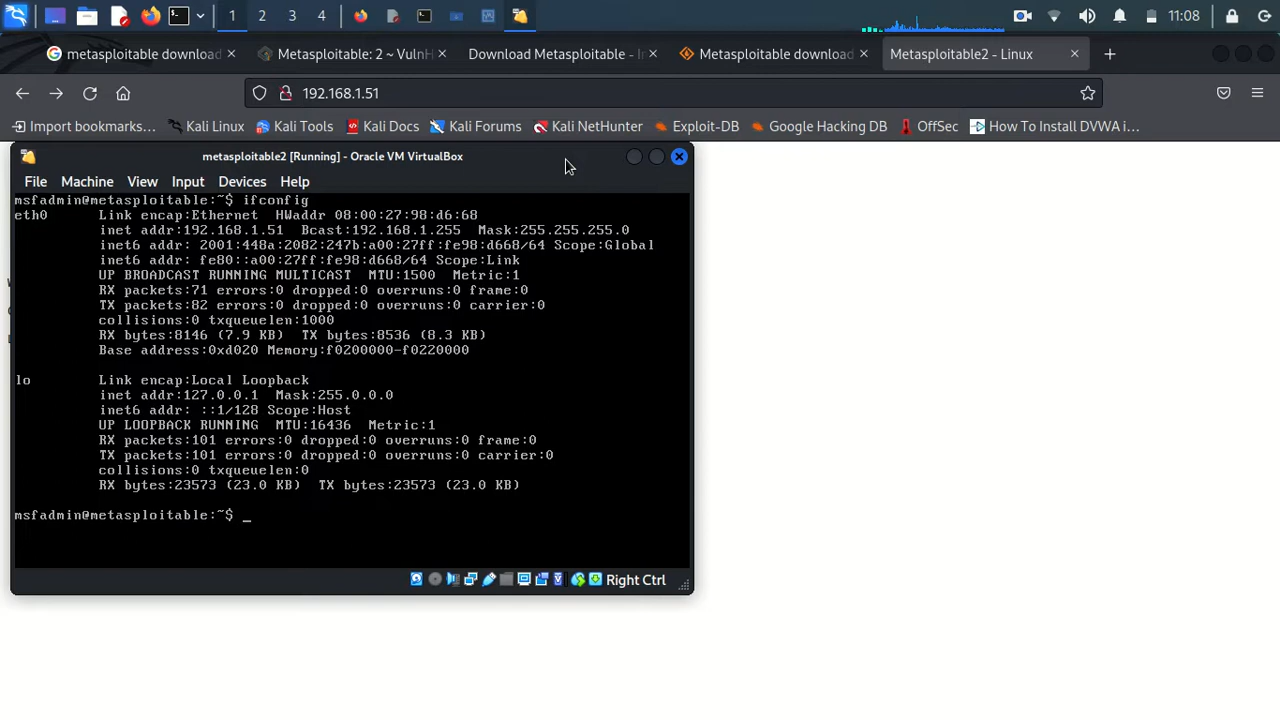 1 2 3 4 11:08
metasploitable download Metasploitable: 2 ~ VulnH Download Metasploitable - Metasploitable download Metasploitable2 - Linux
192.168.1.51
Import bookmarks... Kali Linux Kali Tools Kali Docs Kali Forums Kali NetHunter Exploit-DB Google Hacking DB OffSec How To Install DVWA i...
metasploitable2 [Running] - Oracle VM VirtualBox
File Machine View Input Devices Help
msfadmin@metasploitable:~$ ifconfig
eth0 Link encap:Ethernet HWaddr 08:00:27:98:d6:68
inet addr:192.168.1.51 Bcast:192.168.1.255 Mask:255.255.255.0
inet6 addr: 2001:448a:2082:247b:a00:27ff:fe98:d668/64 Scope:Global
inet6 addr: fe80::a00:27ff:fe98:d668/64 Scope:Link
UP BROADCAST RUNNING MULTICAST MTU:1500 Metric:1
RX packets:71 errors:0 dropped:0 overruns:0 frame:0
TX packets:82 errors:0 dropped:0 overruns:0 carrier:0
collisions:0 txqueuelen:1000
RX bytes:8146 (7.9 KB) TX bytes:8536 (8.3 KB)
Base address:0xd020 Memory:f0200000-f0220000
lo Link encap:Local Loopback
inet addr:127.0.0.1 Mask:255.0.0.0
inet6 addr: ::1/128 Scope:Host
UP LOOPBACK RUNNING MTU:16436 Metric:1
RX packets:101 errors:0 dropped:0 overruns:0 frame:0
TX packets:101 errors:0 dropped:0 overruns:0 carrier:0
collisions:0 txqueuelen:0
RX bytes:23573 (23.0 KB) TX bytes:23573 (23.0 KB)
msfadmin@metasploitable:~$ _
Right Ctrl